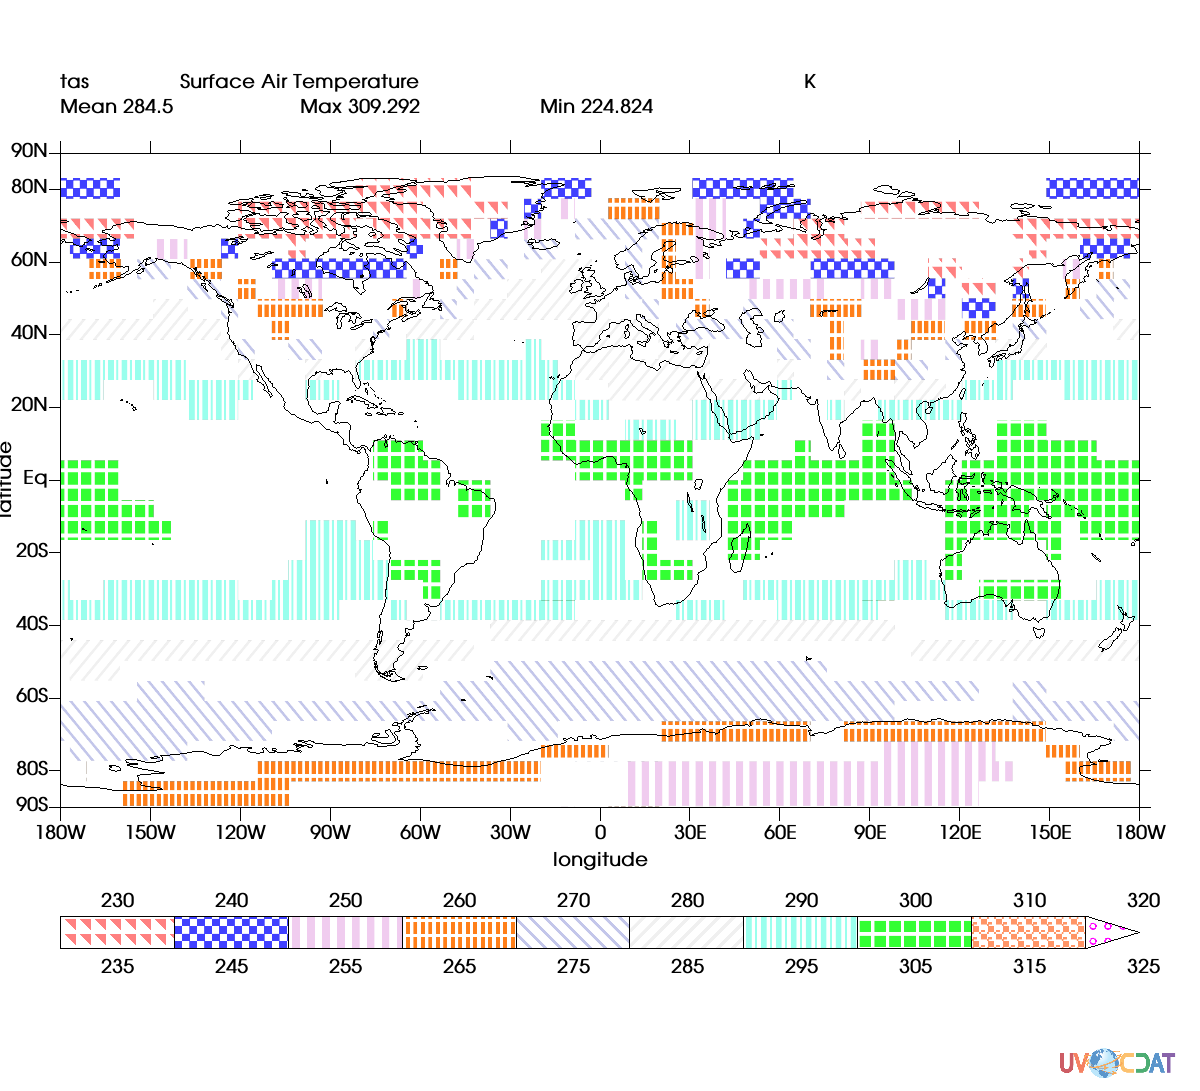 tas Surface Air Temperature K
Mean 284.5 Max 309.292 Min 224.824
90N
80N
60N
40N
20N
Eq
20S
40S
60S
80S
90S
latitude
180W 150W 120W 90W 60W 30W 0 30E 60E 90E 120E 150E 180W
longitude
230 240 250 260 270 280 290 300 310 320
235 245 255 265 275 285 295 305 315 325
UV CDAT